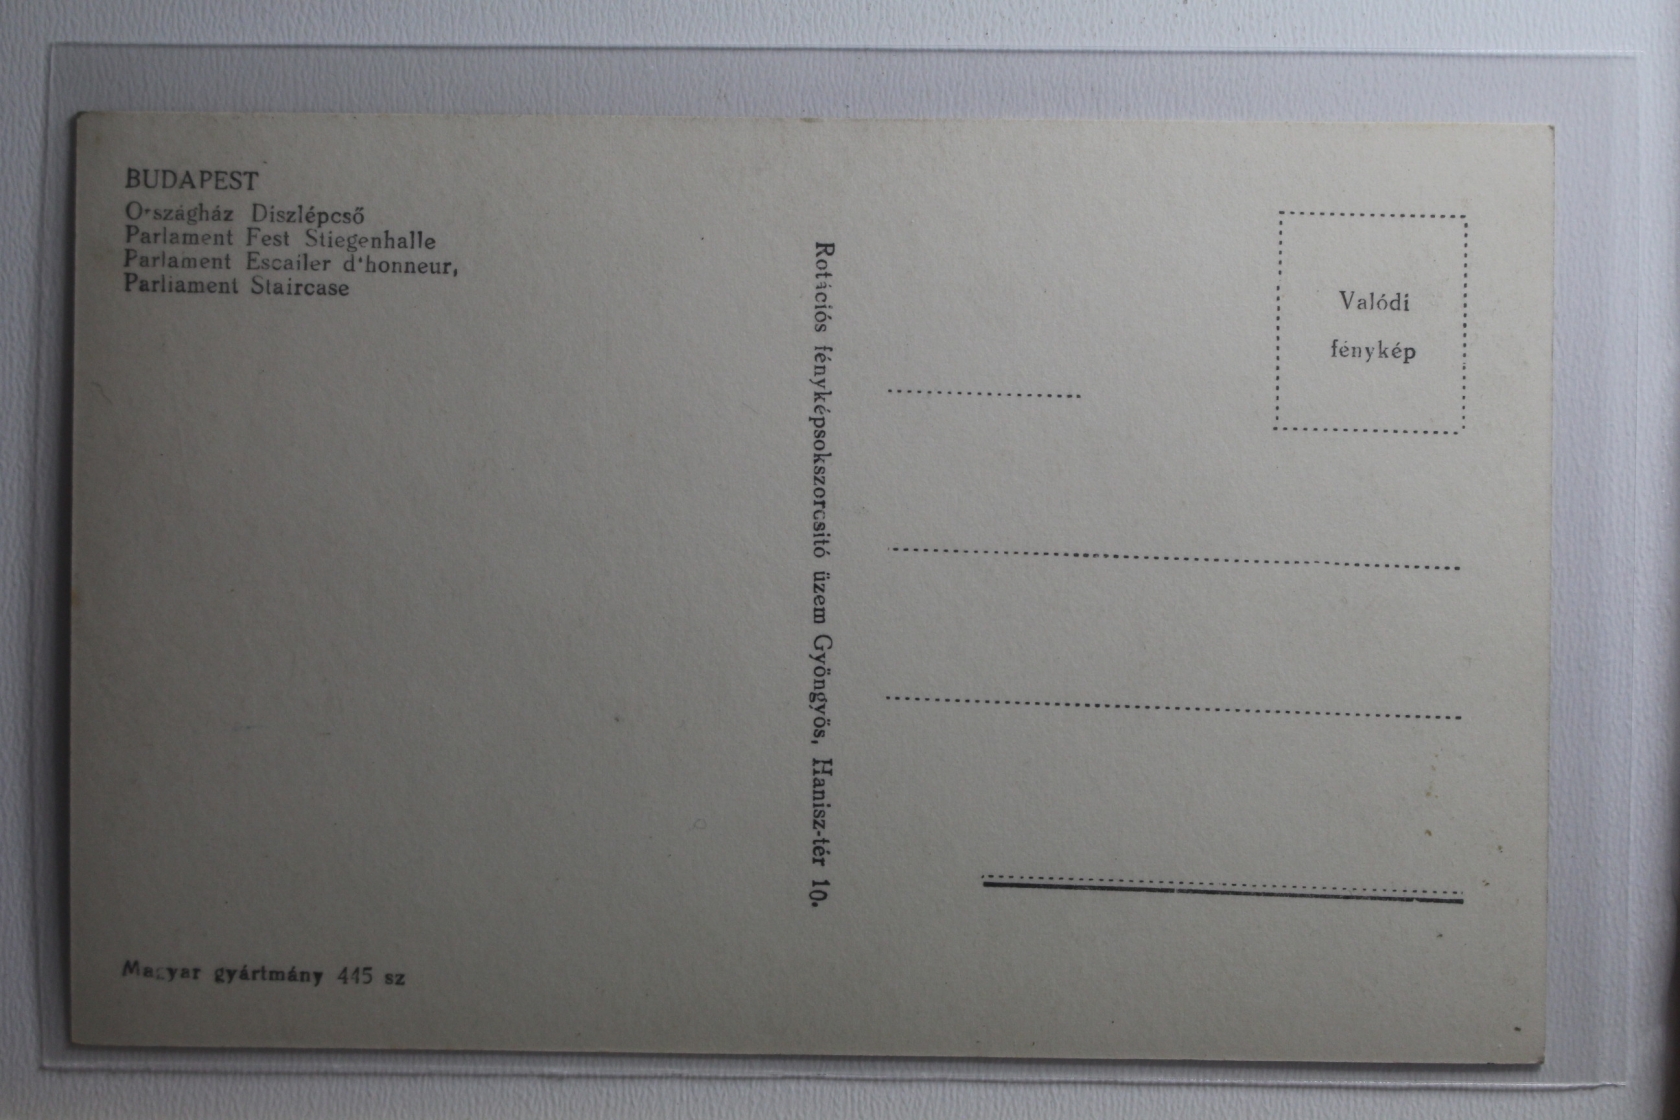 BUDAPEST
Országház Diszlépcső
Parlament Fest Stiegenhalle
Parlament Escailer d'honneur,
Parliament Staircase
Rotációs fényképsokszorositó üzem Gyöngyös, Hanisz-tér 10.
Valódi
fénykép
Magyar gyártmány 445 sz